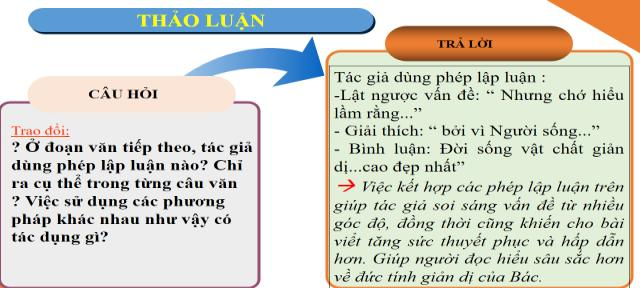 THẢO LUẬN
CÂU HỎI
Trao đổi:
? Ở đoạn văn tiếp theo, tác giả
dùng phép lập luận nào? Chỉ
ra cụ thể trong từng câu văn
? Việc sử dụng các phương
pháp khác nhau như vậy có
tác dụng gì?
TRẢ LỜI
Tác giả dùng phép lập luận :
-Lật ngược vấn đề: “ Nhưng chớ hiểu
lầm rằng...”
- Giải thích: “ bởi vì Người sống...”
- Bình luận: Đời sống vật chất giản
dị...cao đẹp nhất”
→ Việc kết hợp các phép lập luận trên
giúp tác giả soi sáng vấn đề từ nhiều
góc độ, đồng thời cũng khiến cho bài
viết tăng sức thuyết phục và hấp dẫn
hơn. Giúp người đọc hiểu sâu sắc hơn
về đức tính giản dị của Bác.